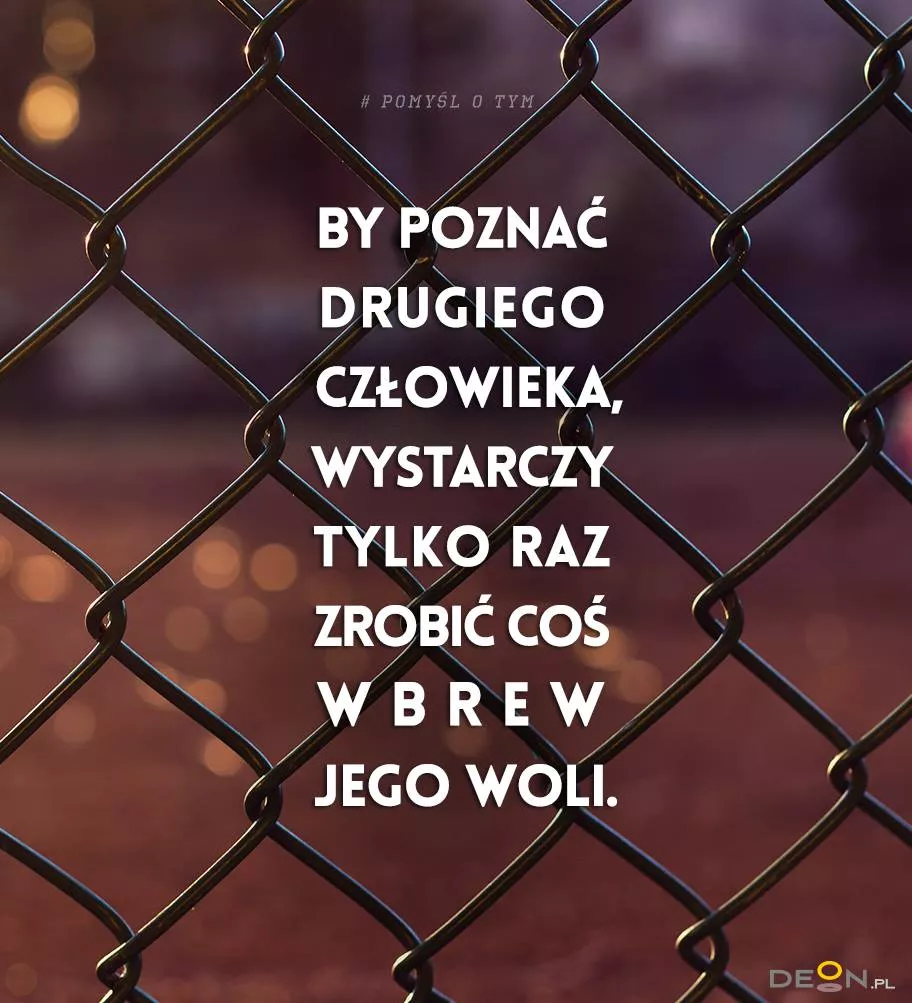 # POMYŚL O TYM
BY POZNAĆ
DRUGIEGO
CZŁOWIEKA,
WYSTARCZY
TYLKO RAZ
ZROBIĆ COŚ
W B R E W
JEGO WOLI.
DEON.PL